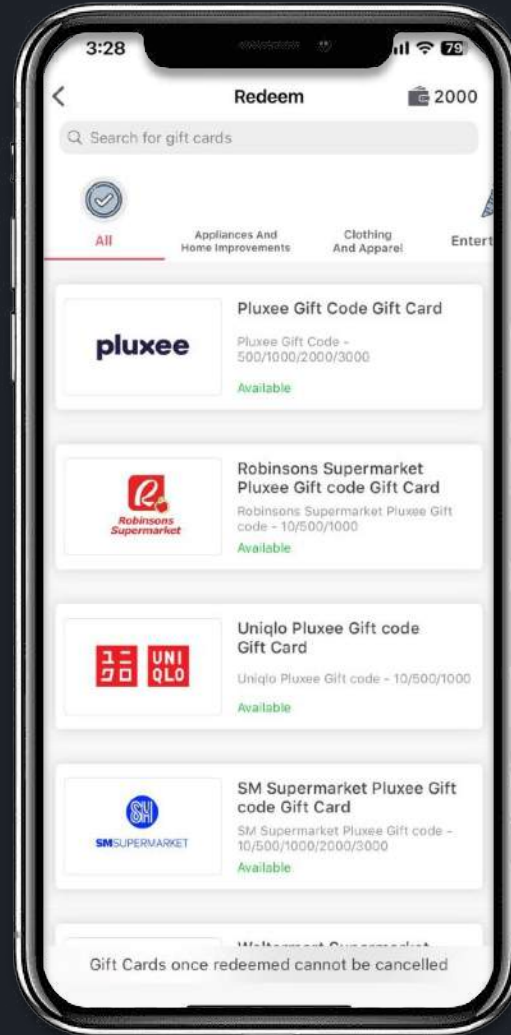 3:28
79
Redeem
2000
Search for gift cards
All
Appliances And
Home Improvements
Clothing
And Apparel
Entert
pluxee
Pluxee Gift Code Gift Card
Pluxee Gift Code -
500/1000/2000/3000
Available
R
Robinsons
Supermarket
Robinsons Supermarket
Pluxee Gift code Gift Card
Robinsons Supermarket Pluxee Gift
code - 10/500/1000
Available
ユニ
クロ
UNI
QLO
Uniqlo Pluxee Gift code
Gift Card
Uniqlo Pluxee Gift code - 10/500/1000
Available
SM
SMSUPERMARKET
SM Supermarket Pluxee Gift
code Gift Card
SM Supermarket Pluxee Gift code -
10/500/1000/2000/3000
Available
Gift Cards once redeemed cannot be cancelled